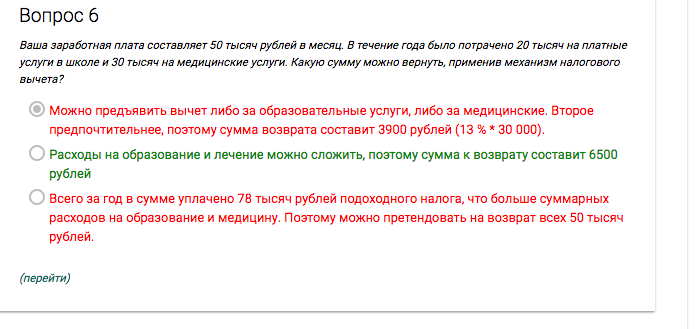 Вопрос 6
Ваша заработная плата составляет 50 тысяч рублей в месяц. В течение года было потрачено 20 тысяч на платные
услуги в школе и 30 тысяч на медицинские услуги. Какую сумму можно вернуть, применив механизм налогового
вычета?
Можно предъявить вычет либо за образовательные услуги, либо за медицинские. Второе
предпочтительнее, поэтому сумма возврата составит 3900 рублей (13 % * 30 000).
Расходы на образование и лечение можно сложить, поэтому сумма к возврату составит 6500
рублей
Всего за год в сумме уплачено 78 тысяч рублей подоходного налога, что больше суммарных
расходов на образование и медицину. Поэтому можно претендовать на возврат всех 50 тысяч
рублей.
(перейти)